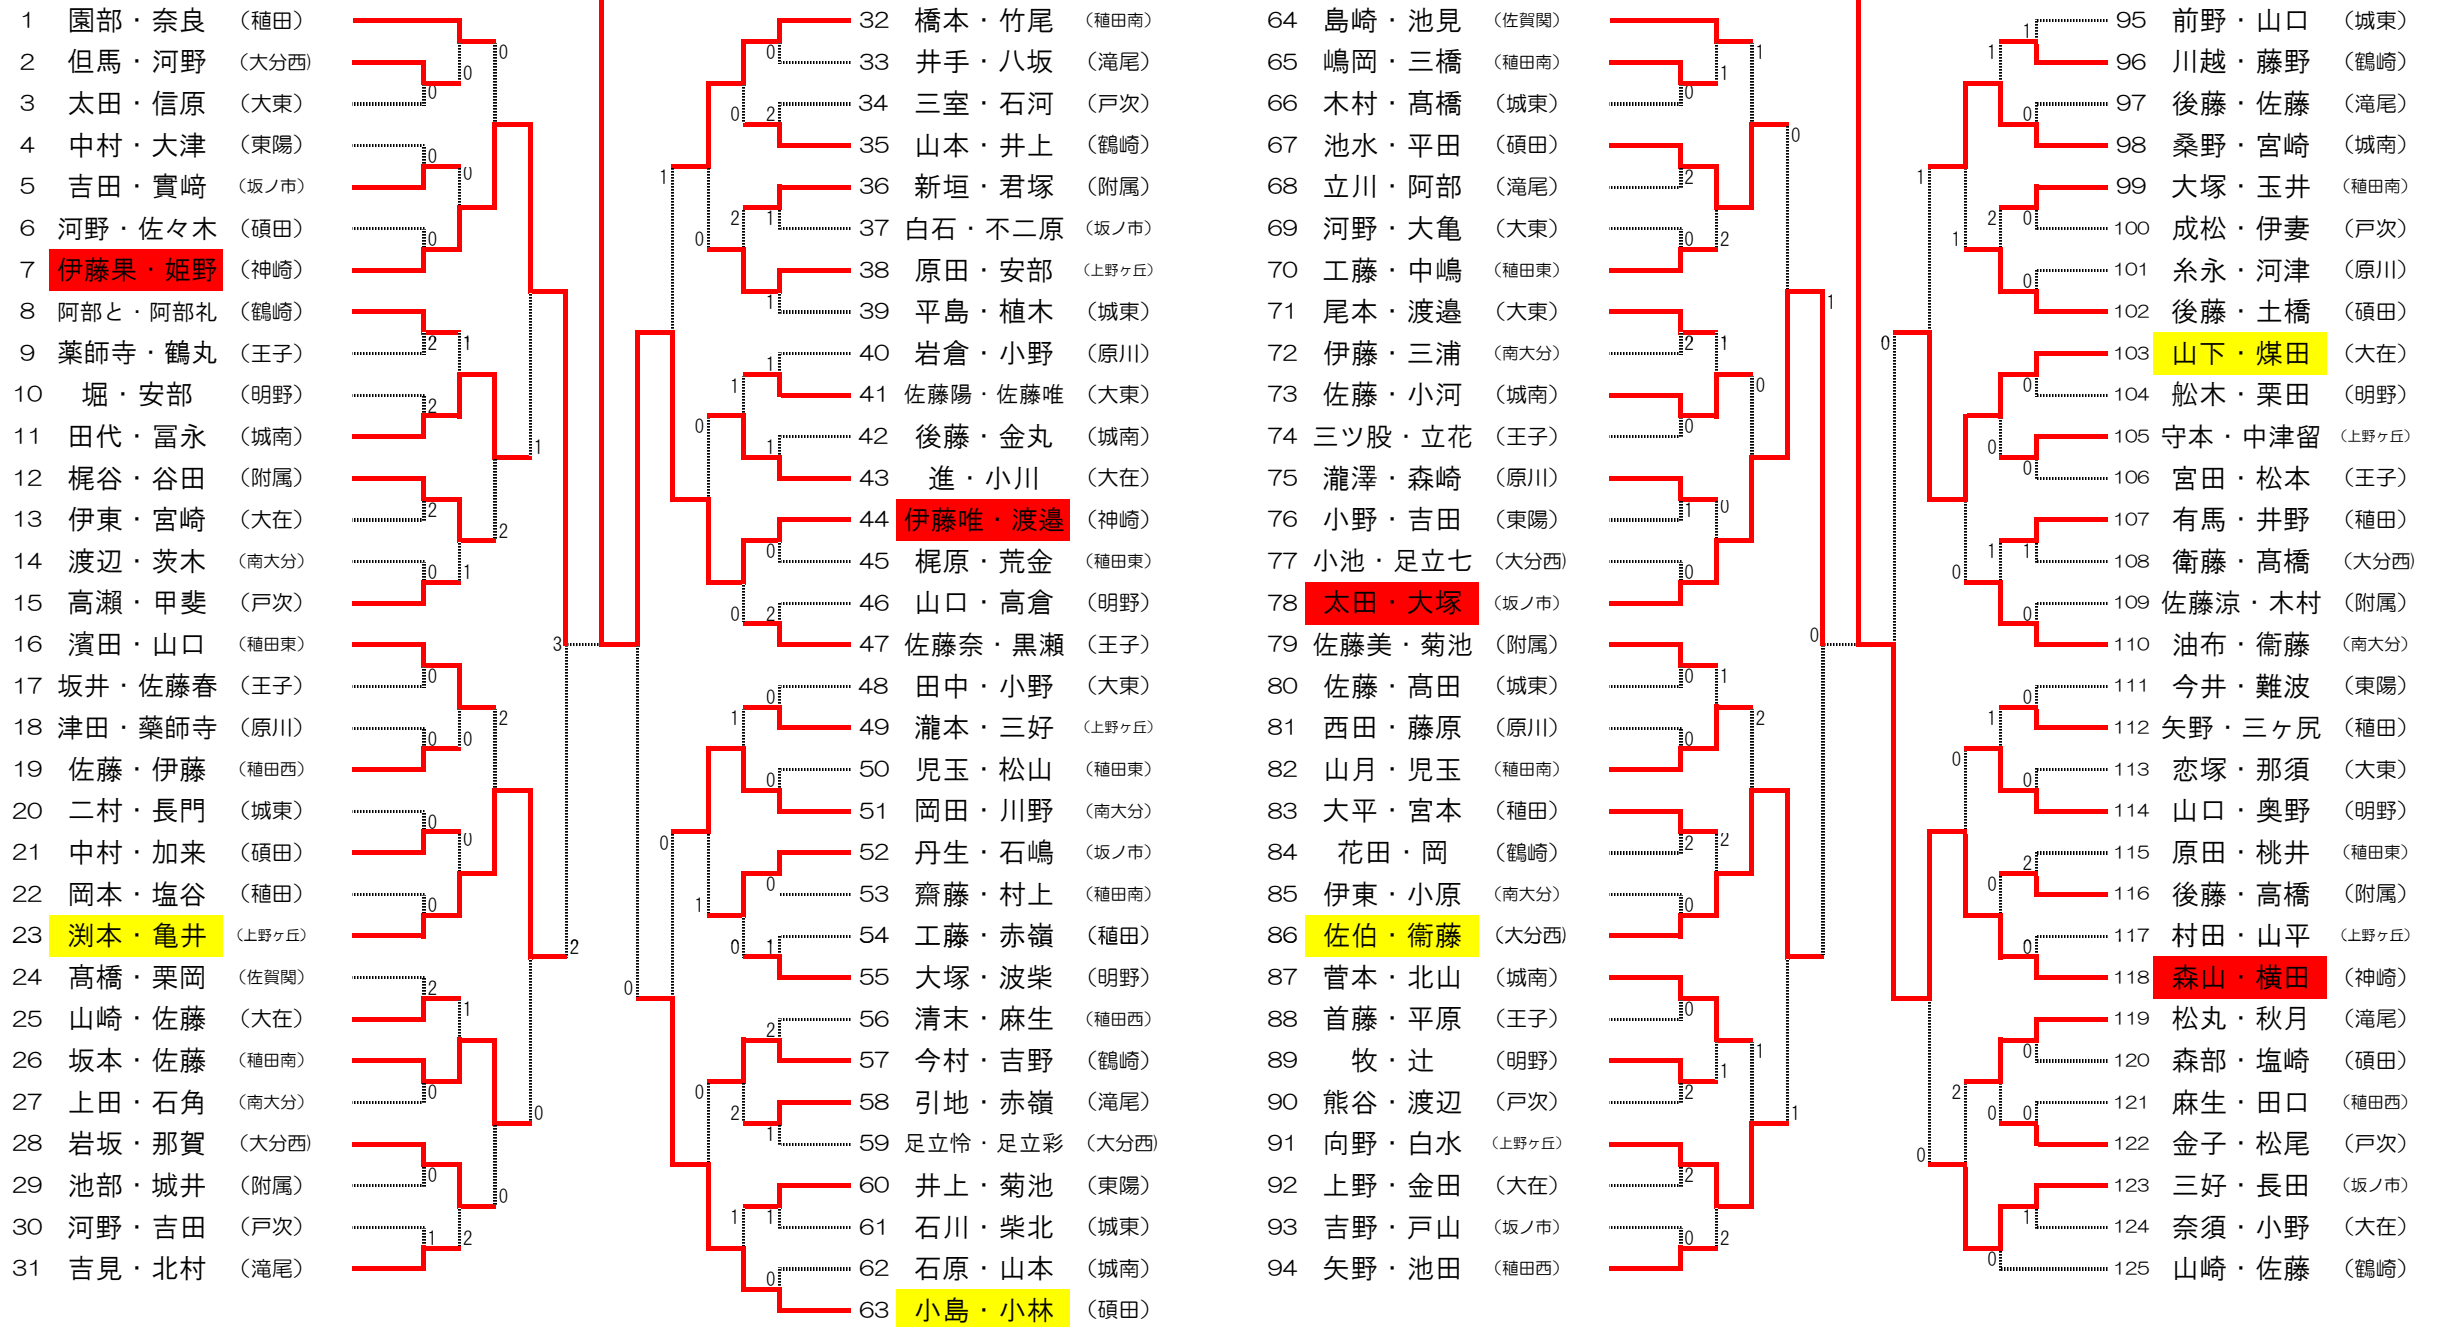 1 園部・奈良 （稙田）
2 但馬・河野 （大分西）
3 太田・信原 （大東）
4 中村・大津 （東陽）
5 吉田・實﨑 （坂ノ市）
6 河野・佐々木 （碩田）
7 伊藤果・姫野 （神崎）
8 阿部と・阿部礼 （鶴崎）
9 薬師寺・鶴丸 （王子）
10 堀・安部 （明野）
11 田代・冨永 （城南）
12 梶谷・谷田 （附属）
13 伊東・宮崎 （大在）
14 渡辺・茨木 （南大分）
15 高瀬・甲斐 （戸次）
16 濱田・山口 （稙田東）
17 坂井・佐藤春 （王子）
18 津田・藥師寺 （原川）
19 佐藤・伊藤 （稙田西）
20 二村・長門 （城東）
21 中村・加来 （碩田）
22 岡本・塩谷 （稙田）
23 渕本・亀井 （上野ヶ丘）
24 髙橋・栗岡 （佐賀関）
25 山崎・佐藤 （大在）
26 坂本・佐藤 （稙田南）
27 上田・石角 （南大分）
28 岩坂・那賀 （大分西）
29 池部・城井 （附属）
30 河野・吉田 （戸次）
31 吉見・北村 （滝尾）
32 橋本・竹尾 （稙田南）
33 井手・八坂 （滝尾）
34 三室・石河 （戸次）
35 山本・井上 （鶴崎）
36 新垣・君塚 （附属）
37 白石・不二原 （坂ノ市）
38 原田・安部 （上野ヶ丘）
39 平島・植木 （城東）
40 岩倉・小野 （原川）
41 佐藤陽・佐藤唯 （大東）
42 後藤・金丸 （城南）
43 進・小川 （大在）
44 伊藤唯・渡邉 （神崎）
45 梶原・荒金 （稙田東）
46 山口・高倉 （明野）
47 佐藤奈・黒瀬 （王子）
48 田中・小野 （大東）
49 瀧本・三好 （上野ヶ丘）
50 児玉・松山 （稙田東）
51 岡田・川野 （南大分）
52 丹生・石嶋 （坂ノ市）
53 齋藤・村上 （稙田南）
54 工藤・赤嶺 （稙田）
55 大塚・波柴 （明野）
56 清末・麻生 （稙田西）
57 今村・吉野 （鶴崎）
58 引地・赤嶺 （滝尾）
59 足立怜・足立彩 （大分西）
60 井上・菊池 （東陽）
61 石川・柴北 （城東）
62 石原・山本 （城南）
63 小島・小林 （碩田）
64 島崎・池見 （佐賀関）
65 嶋岡・三橋 （稙田南）
66 木村・髙橋 （城東）
67 池水・平田 （碩田）
68 立川・阿部 （滝尾）
69 河野・大亀 （大東）
70 工藤・中嶋 （稙田東）
71 尾本・渡邉 （大東）
72 伊藤・三浦 （南大分）
73 佐藤・小河 （城南）
74 三ツ股・立花 （王子）
75 瀧澤・森崎 （原川）
76 小野・吉田 （東陽）
77 小池・足立七 （大分西）
78 太田・大塚 （坂ノ市）
79 佐藤美・菊池 （附属）
80 佐藤・髙田 （城東）
81 西田・藤原 （原川）
82 山月・児玉 （稙田南）
83 大平・宮本 （稙田）
84 花田・岡 （鶴崎）
85 伊東・小原 （南大分）
86 佐伯・衞藤 （大分西）
87 菅本・北山 （城南）
88 首藤・平原 （王子）
89 牧・辻 （明野）
90 熊谷・渡辺 （戸次）
91 向野・白水 （上野ヶ丘）
92 上野・金田 （大在）
93 吉野・戸山 （坂ノ市）
94 矢野・池田 （稙田西）
95 前野・山口 （城東）
96 川越・藤野 （鶴崎）
97 後藤・佐藤 （滝尾）
98 桑野・宮崎 （城南）
99 大塚・玉井 （稙田南）
100 成松・伊妻 （戸次）
101 糸永・河津 （原川）
102 後藤・土橋 （碩田）
103 山下・煤田 （大在）
104 舩木・栗田 （明野）
105 守本・中津留 （上野ヶ丘）
106 宮田・松本 （王子）
107 有馬・井野 （稙田）
108 衛藤・髙橋 （大分西）
109 佐藤涼・木村 （附属）
110 油布・衞藤 （南大分）
111 今井・難波 （東陽）
112 矢野・三ヶ尻 （稙田）
113 恋塚・那須 （大東）
114 山口・奥野 （明野）
115 原田・桃井 （稙田東）
116 後藤・高橋 （附属）
117 村田・山平 （上野ヶ丘）
118 森山・横田 （神崎）
119 松丸・秋月 （滝尾）
120 森部・塩崎 （碩田）
121 麻生・田口 （稙田西）
122 金子・松尾 （戸次）
123 三好・長田 （坂ノ市）
124 奈須・小野 （大在）
125 山崎・佐藤 （鶴崎）